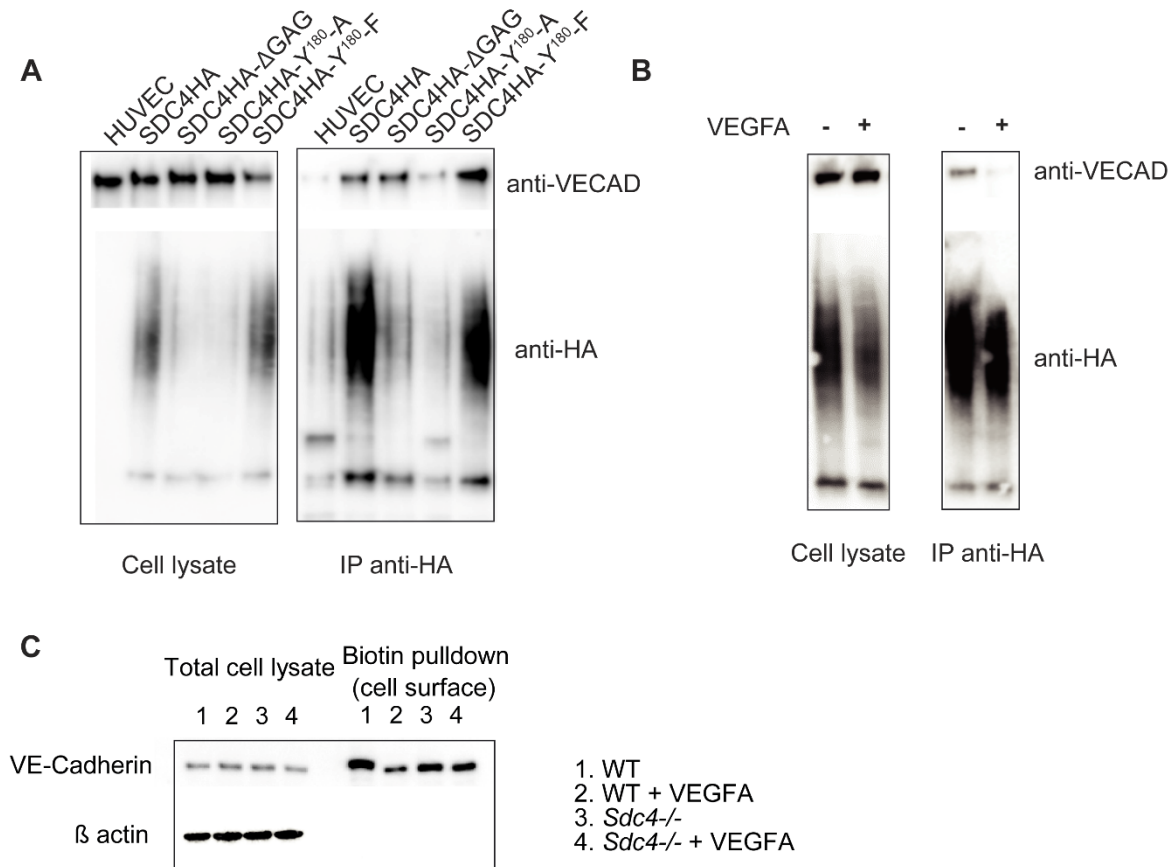 A
HUVEC
SDC4HA
SDC4HA-ΔGAG
SDC4HA-Y¹⁸⁰-A
SDC4HA-Y¹⁸⁰-F
HUVEC
SDC4HA
SDC4HA-ΔGAG
SDC4HA-Y¹⁸⁰-A
SDC4HA-Y¹⁸⁰-F
anti-VECAD
anti-HA
Cell lysate
IP anti-HA
B
VEGFA - + - +
anti-VECAD
anti-HA
Cell lysate
IP anti-HA
C
Total cell lysate
Biotin pulldown
(cell surface)
1 2 3 4 1 2 3 4
VE-Cadherin
ß actin
1. WT
2. WT + VEGFA
3. Sdc4-/-
4. Sdc4-/- + VEGFA